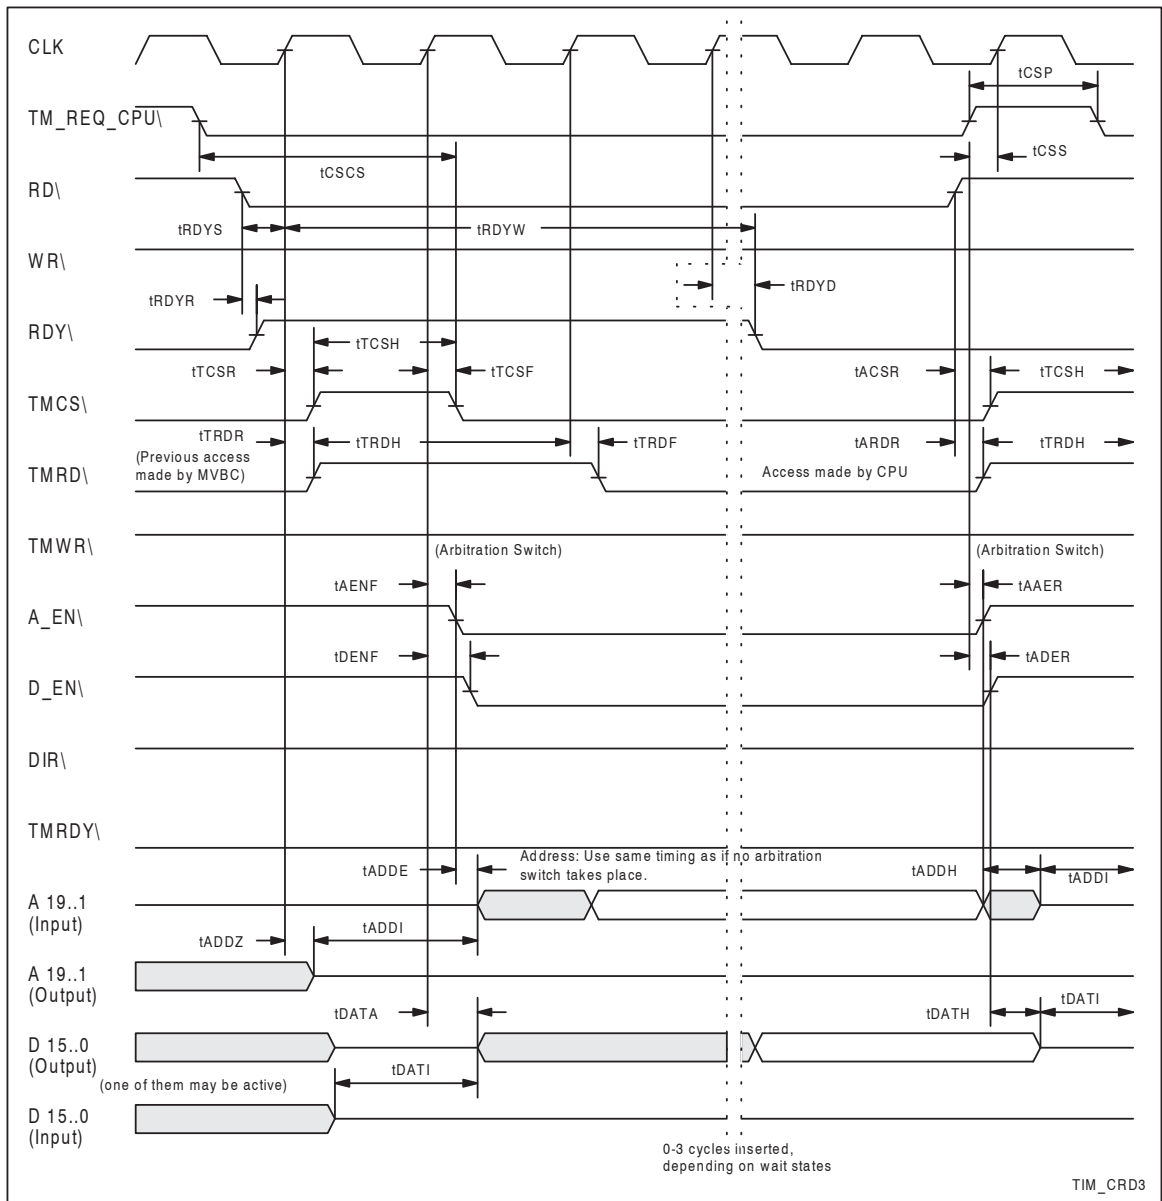 CLK
tCSP
TM_REQ_CPU\
tCSS
tCSCS
RD\
tRDYS
tRDYW
WR\
tRDYR
tRDYD
RDY\
tTCSH
tTCSR
tTCSF
tACSR
tTCSH
TMCS\
tTRDR
tTRDH
tTRDF
tARDR
tTRDH
(Previous access
made by MVBC)
Access made by CPU
TMRD\
TMWR\
(Arbitration Switch)
(Arbitration Switch)
tAENF
tAAER
A_EN\
tDENF
tADER
D_EN\
DIR\
TMRDY\
tADDE
Address: Use same timing as if no arbitration
switch takes place.
tADDH
tADDI
A 19..1
(Input)
tADDZ
tADDI
A 19..1
(Output)
tDATA
tDATH
tDATI
D 15..0
(Output)
(one of them may be active)
tDATI
D 15..0
(Input)
0-3 cycles inserted,
depending on wait states
TIM_CRD3